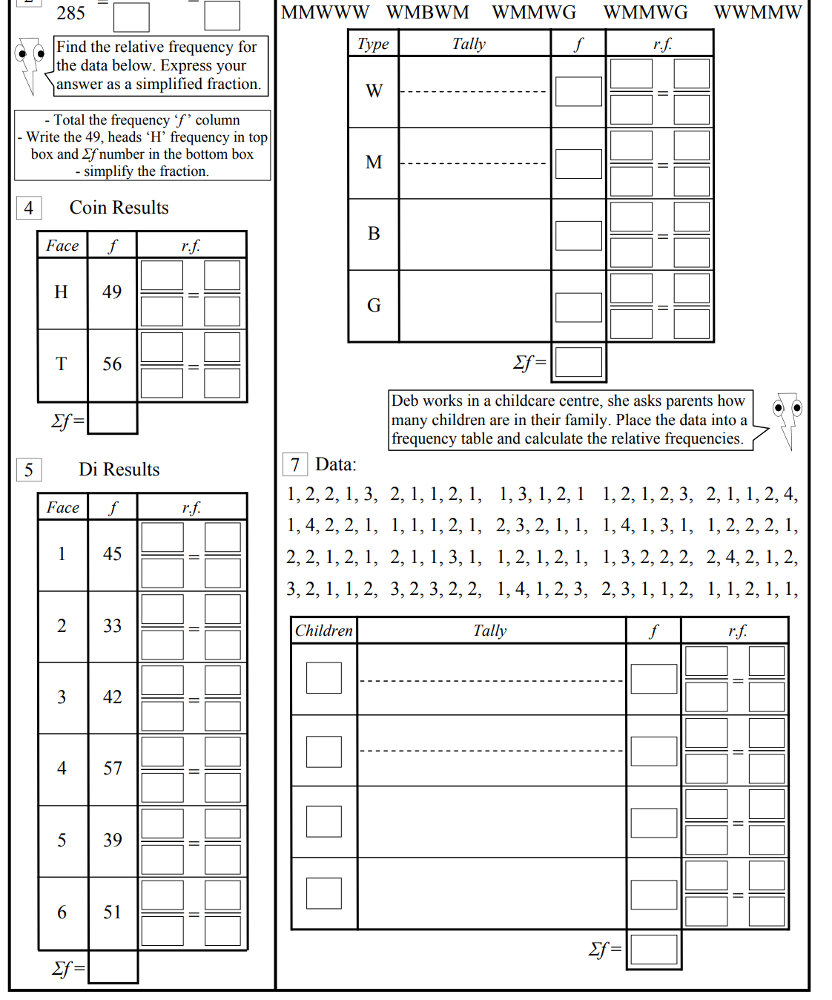 285 = =
Find the relative frequency for
the data below. Express your
answer as a simplified fraction.
- Total the frequency ‘f’ column
- Write the 49, heads ‘H’ frequency in top
box and Σf number in the bottom box
- simplify the fraction.
4 Coin Results
Face f r.f.
H 49 =
T 56 =
Σf=
5 Di Results
Face f r.f.
1 45 =
2 33 =
3 42 =
4 57 =
5 39 =
6 51 =
Σf=
MMWWW WMBWM WMMWG WMMWG WWMMW
Type Tally f r.f.
W =
M =
B =
G =
Σf=
Deb works in a childcare centre, she asks parents how
many children are in their family. Place the data into a
frequency table and calculate the relative frequencies.
7 Data:
1, 2, 2, 1, 3, 2, 1, 1, 2, 1, 1, 3, 1, 2, 1 1, 2, 1, 2, 3, 2, 1, 1, 2, 4,
1, 4, 2, 2, 1, 1, 1, 1, 2, 1, 2, 3, 2, 1, 1, 1, 4, 1, 3, 1, 1, 2, 2, 2, 1,
2, 2, 1, 2, 1, 2, 1, 1, 3, 1, 1, 2, 1, 2, 1, 1, 3, 2, 2, 2, 2, 4, 2, 1, 2,
3, 2, 1, 1, 2, 3, 2, 3, 2, 2, 1, 4, 1, 2, 3, 2, 3, 1, 1, 2, 1, 1, 2, 1, 1,
Children Tally f r.f.
=
=
=
=
Σf=